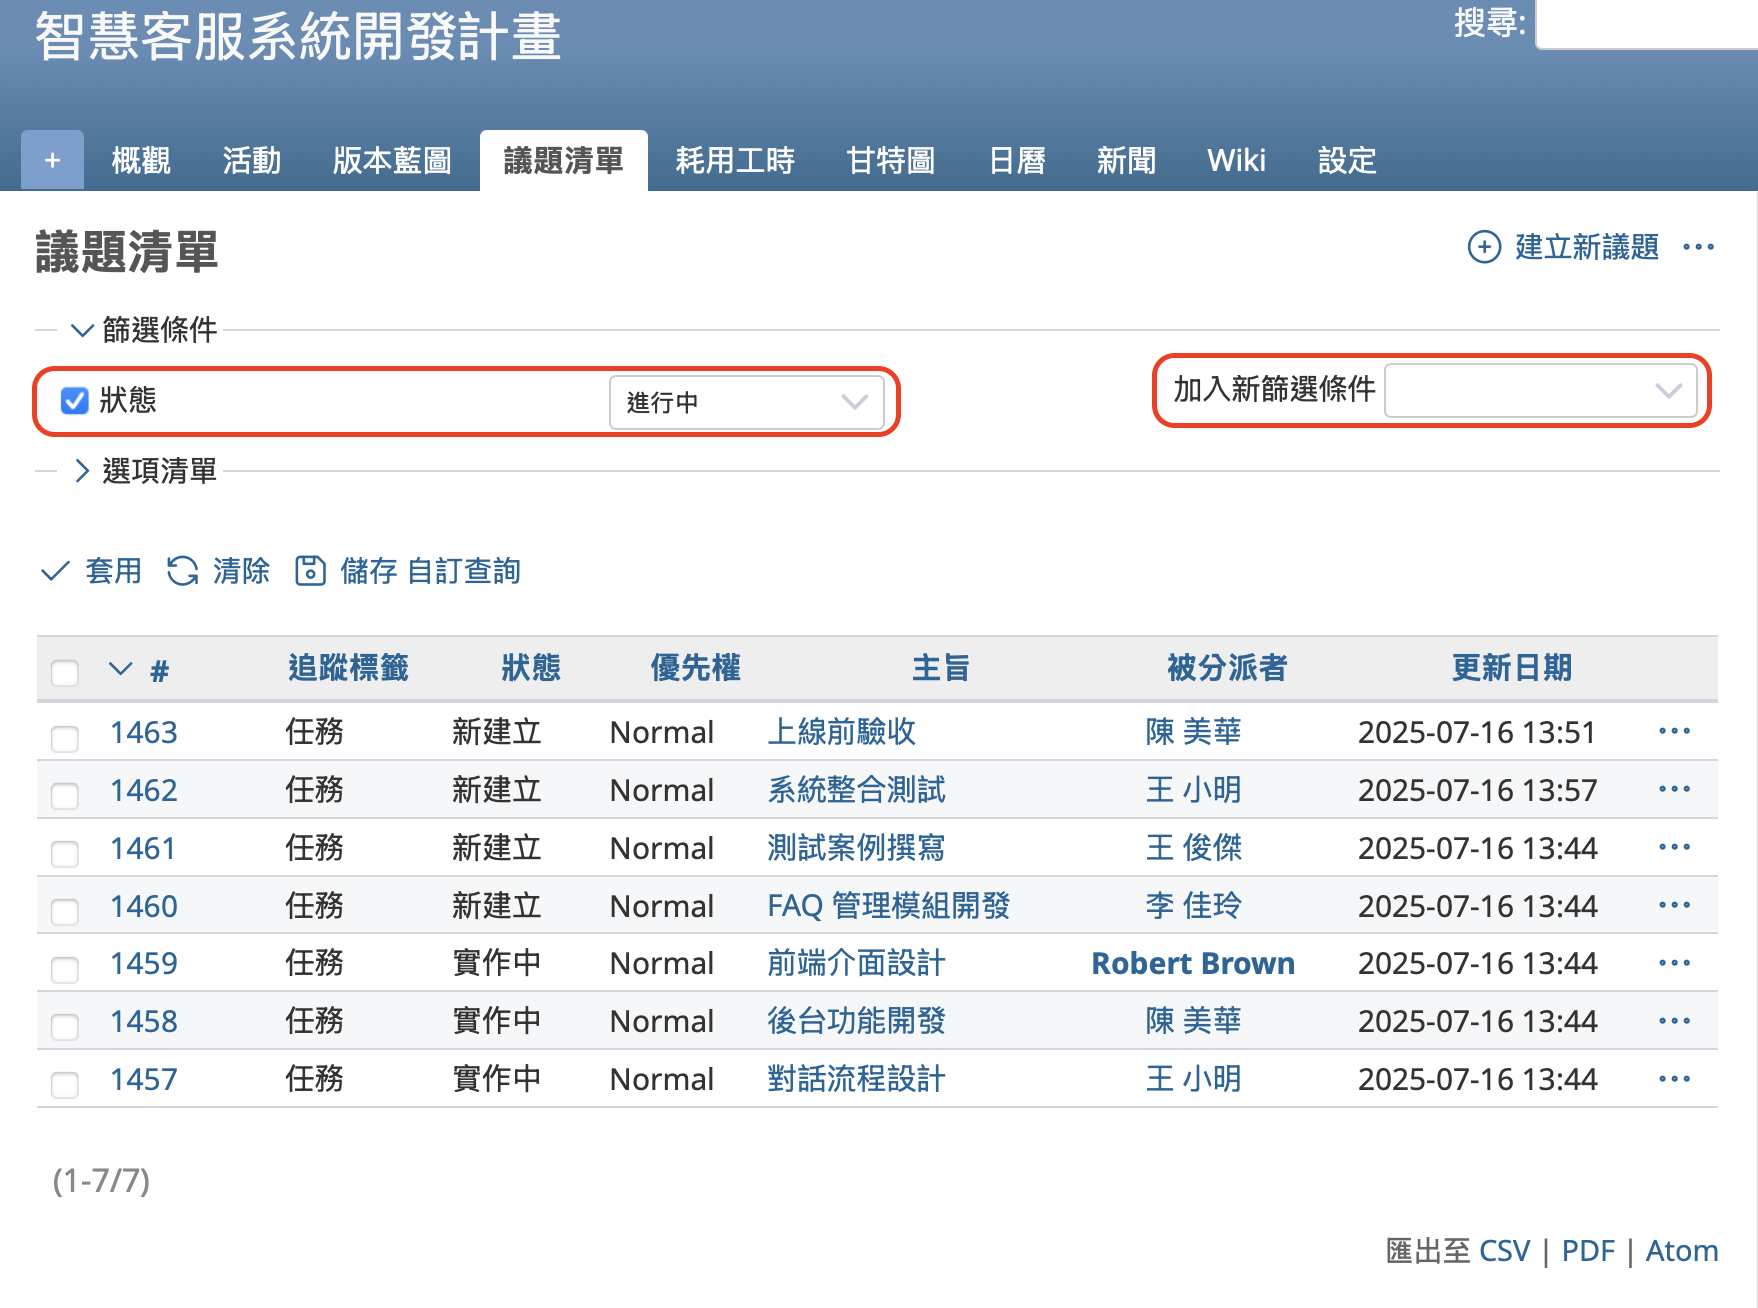 智慧客服系統開發計畫
搜尋:
+ 概觀 活動 版本藍圖 議題清單 耗用工時 甘特圖 日曆 新聞 Wiki 設定
議題清單
建立新議題
篩選條件
狀態 進行中
加入新篩選條件
選項清單
套用 清除 儲存 自訂查詢
# 追蹤標籤 狀態 優先權 主旨 被分派者 更新日期
1463 任務 新建立 Normal 上線前驗收 陳 美華 2025-07-16 13:51
1462 任務 新建立 Normal 系統整合測試 王 小明 2025-07-16 13:57
1461 任務 新建立 Normal 測試案例撰寫 王 俊傑 2025-07-16 13:44
1460 任務 新建立 Normal FAQ 管理模組開發 李 佳玲 2025-07-16 13:44
1459 任務 實作中 Normal 前端介面設計 Robert Brown 2025-07-16 13:44
1458 任務 實作中 Normal 後台功能開發 陳 美華 2025-07-16 13:44
1457 任務 實作中 Normal 對話流程設計 王 小明 2025-07-16 13:44
(1-7/7)
匯出至 CSV | PDF | Atom